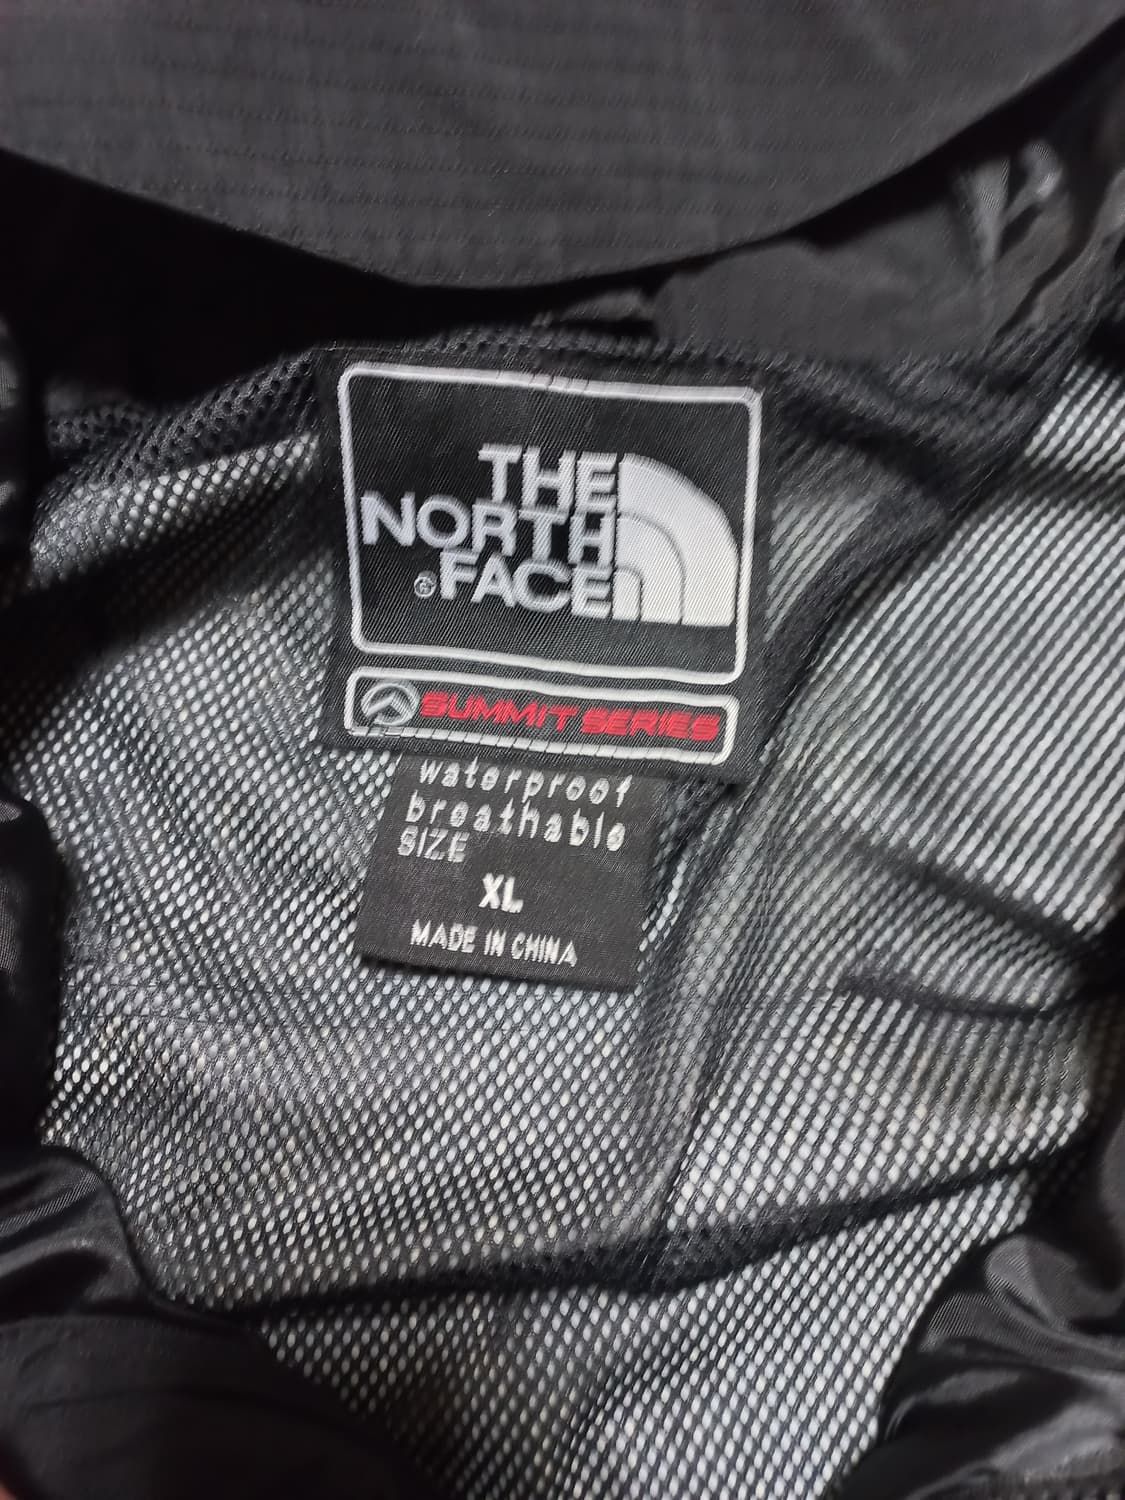 THE
NORTH
FACE
SUMMIT SERIES
waterproof
breathable
SIZE
XL
MADE IN CHINA